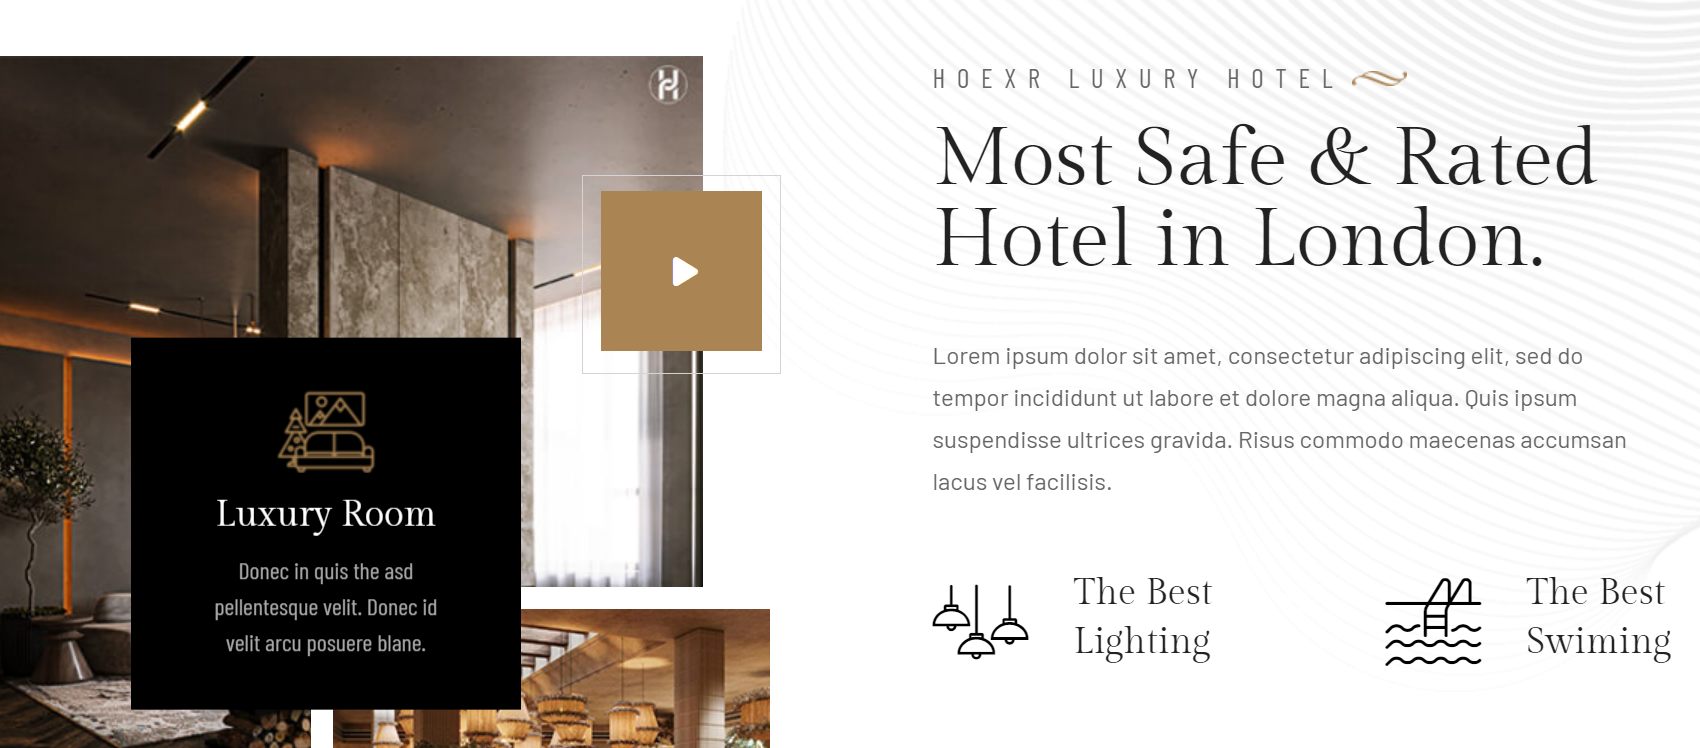 HOEXR LUXURY HOTEL
Most Safe & Rated
Hotel in London.
Lorem ipsum dolor sit amet, consectetur adipiscing elit, sed do
tempor incididunt ut labore et dolore magna aliqua. Quis ipsum
suspendisse ultrices gravida. Risus commodo maecenas accumsan
lacus vel facilisis.
The Best
Lighting
The Best
Swiming
Luxury Room
Donec in quis the asd
pellentesque velit. Donec id
velit arcu posuere blane.